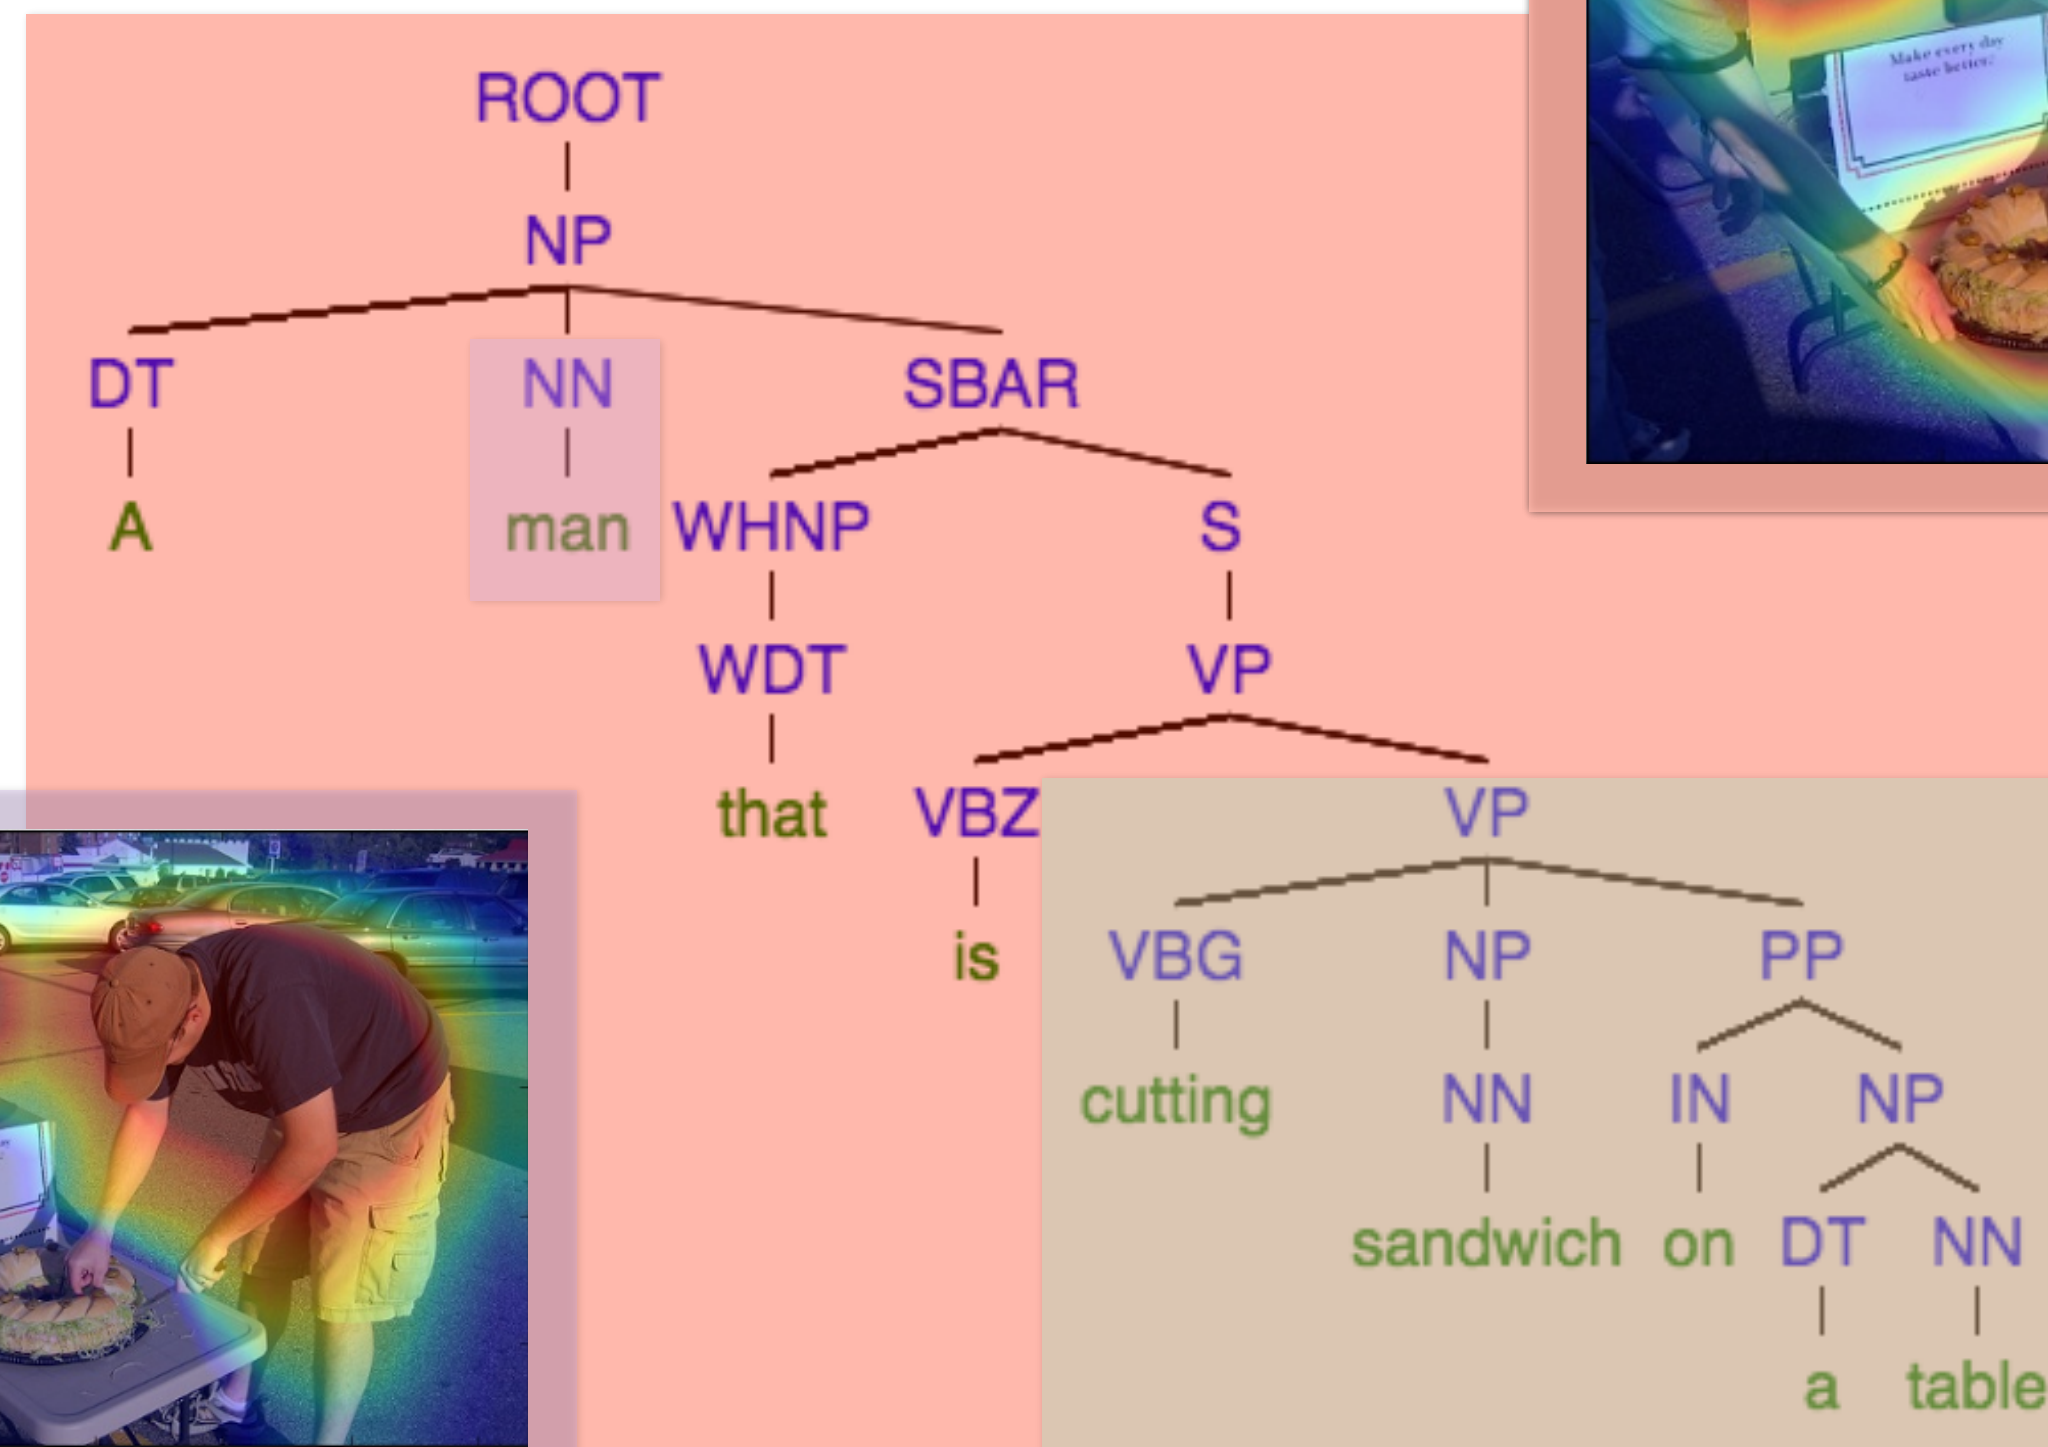 ROOT
Make every day
taste better.
NP
DT NN SBAR
A man WHNP S
WDT VP
that VBZ VP
is VBG NP PP
cutting NN IN NP
sandwich on DT NN
a table